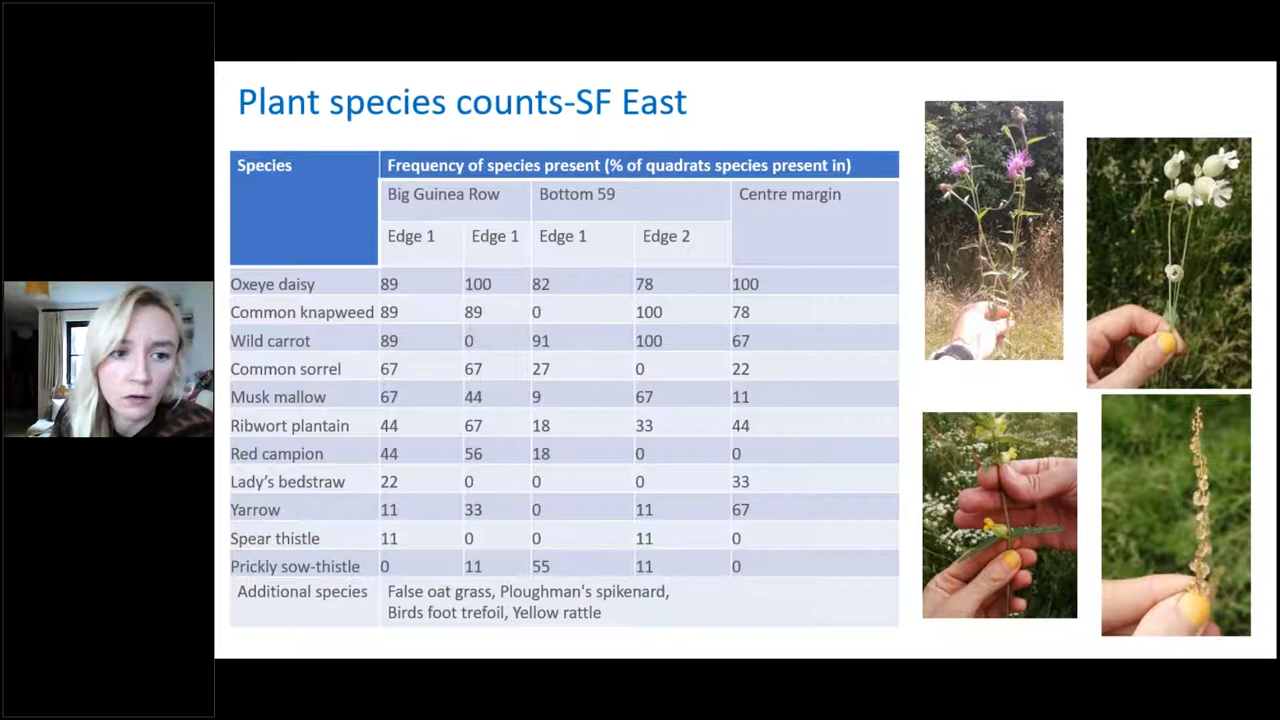 Plant species counts-SF East
Species Frequency of species present (% of quadrats species present in)
Big Guinea Row Bottom 59 Centre margin
Edge 1 Edge 1 Edge 1 Edge 2
Oxeye daisy 89 100 82 78 100
Common knapweed 89 89 0 100 78
Wild carrot 89 0 91 100 67
Common sorrel 67 67 27 0 22
Musk mallow 67 44 9 67 11
Ribwort plantain 44 67 18 33 44
Red campion 44 56 18 0 0
Lady's bedstraw 22 0 0 0 33
Yarrow 11 33 0 11 67
Spear thistle 11 0 0 11 0
Prickly sow-thistle 0 11 55 11 0
Additional species False oat grass, Ploughman's spikenard,
Birds foot trefoil, Yellow rattle